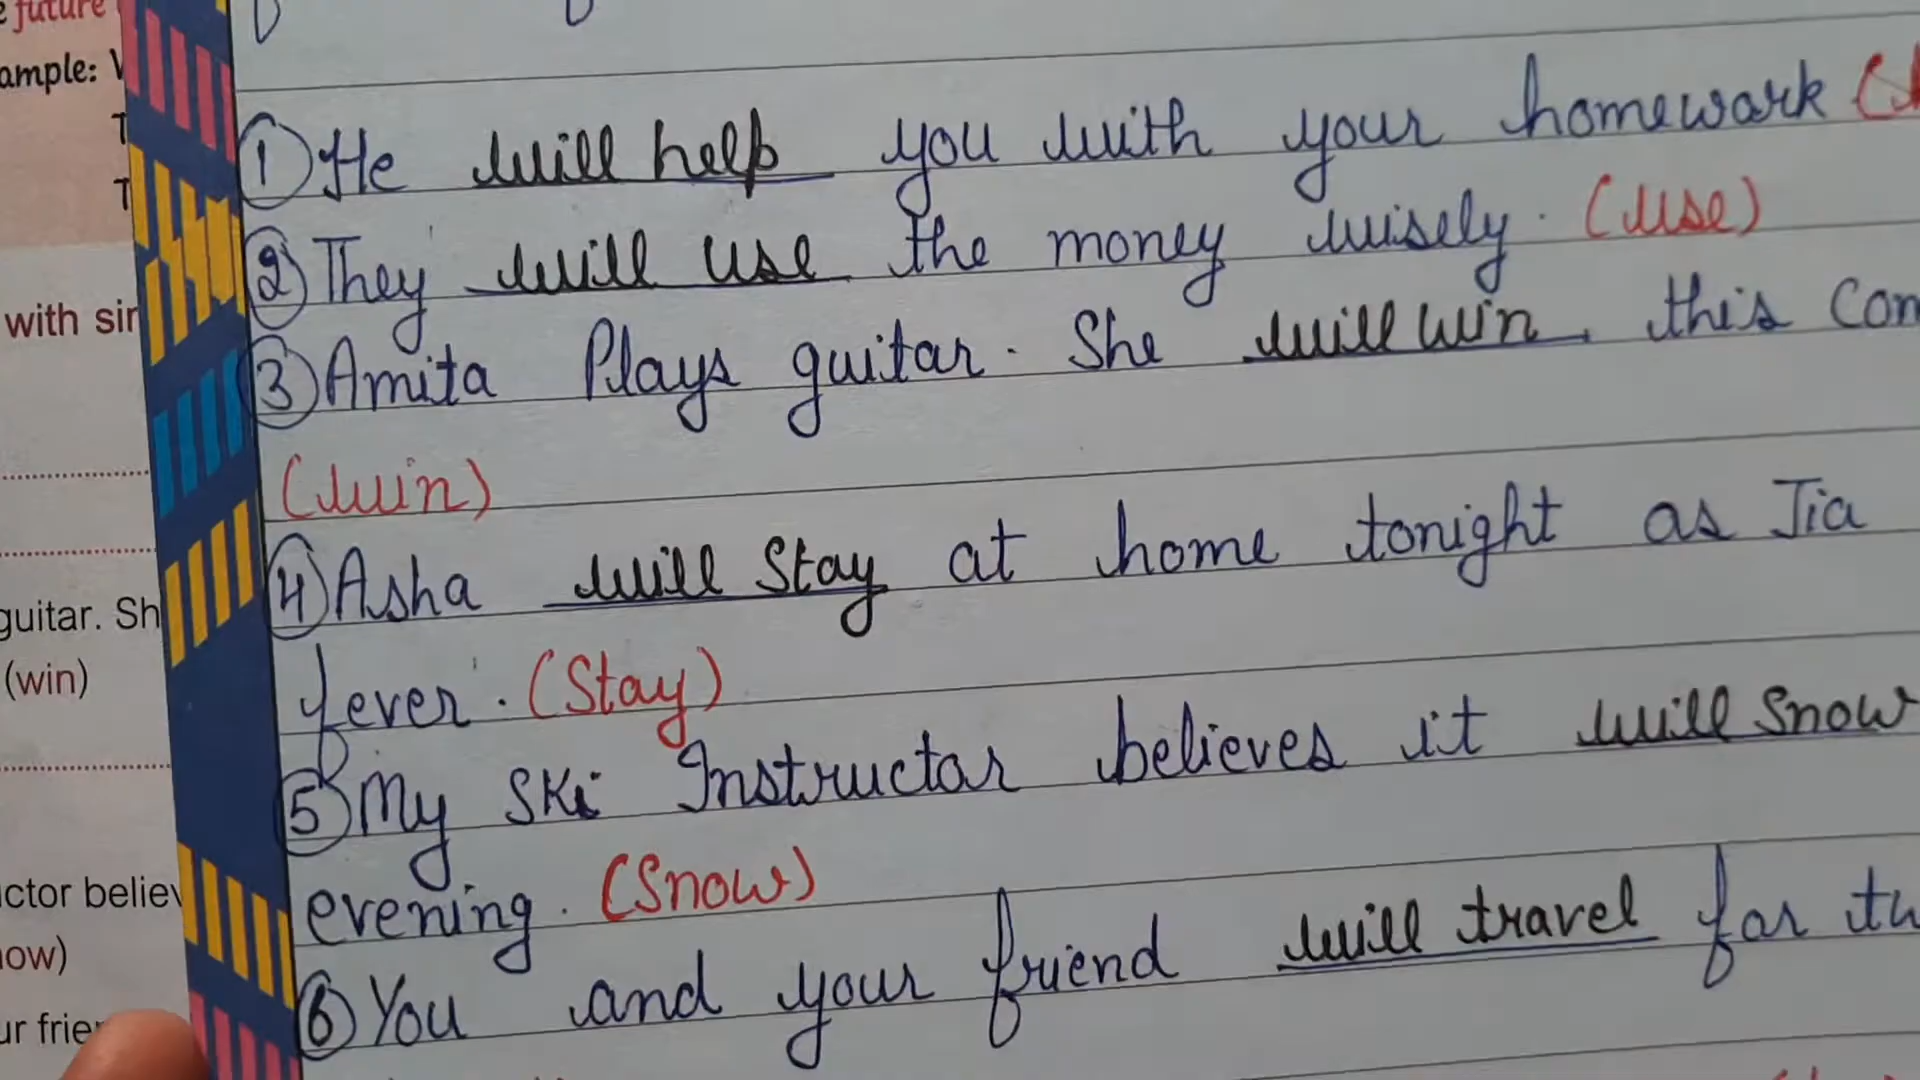 future
ample:
with sir
guitar. Sh
(win)
ctor believ
now)
ur frie
① He will help you with your homework (
② They will use the money wisely. (use)
③ Amita Plays guitar. She will win this Con
(win)
④ Asha will Stay at home tonight as Jia
fever. (Stay)
⑤ My Ski Instructor believes it will snow
evening. (Snow)
⑥ You and your friend will travel for tw